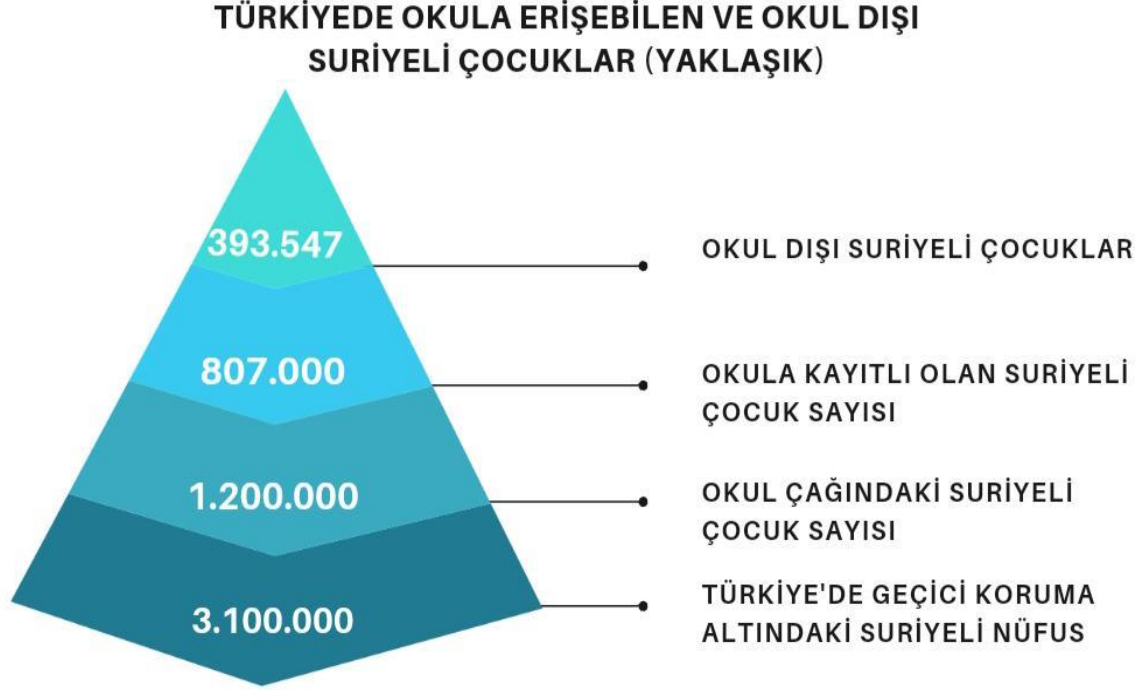 TÜRKİYEDE OKULA ERİŞEBİLEN VE OKUL DIŞI
SURİYELİ ÇOCUKLAR (YAKLAŞIK)
393.547
OKUL DIŞI SURİYELİ ÇOCUKLAR
807.000
OKULA KAYITLI OLAN SURİYELİ
ÇOCUK SAYISI
1.200.000
OKUL ÇAĞINDAKİ SURİYELİ
ÇOCUK SAYISI
3.100.000
TÜRKİYE'DE GEÇİCİ KORUMA
ALTINDAKİ SURİYELİ NÜFUS